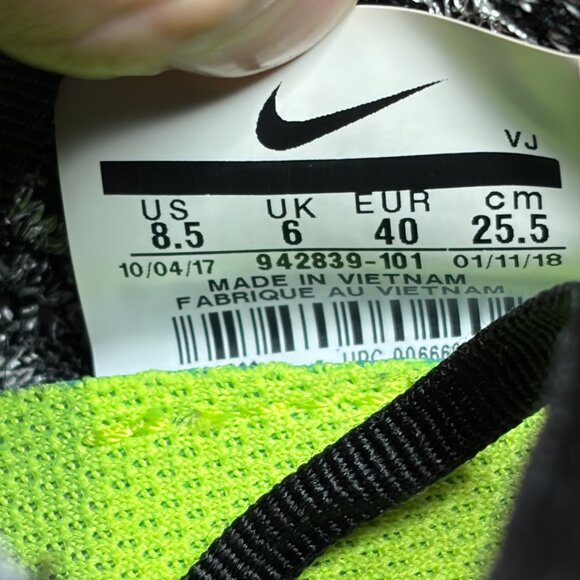 VJ
US UK EUR cm
8.5 6 40 25.5
10/04/17 942839-101 01/11/18
MADE IN VIETNAM
FABRIQUE AU VIETNAM
UPC